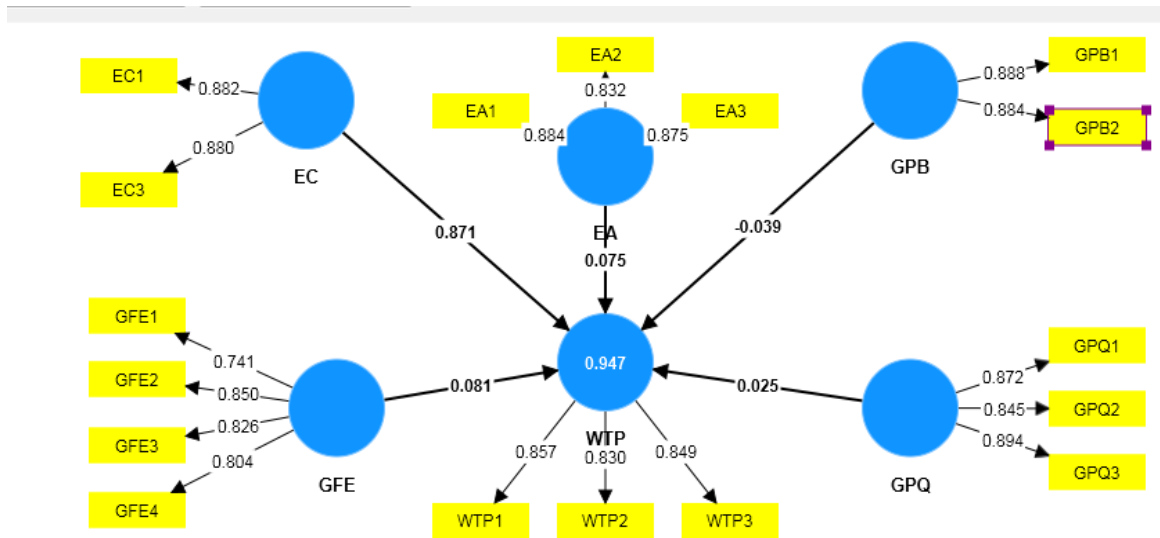 EC1
0.882
0.880
EC3
EC
EA2
0.832
EA1
EA3
0.884
0.875
EA
GPB1
0.888
0.884
GPB2
GPB
0.871
0.075
-0.039
GFE1
0.741
GFE2
0.850
GFE3
0.826
0.804
GFE4
GFE
0.081
0.947
0.025
WTP
0.857
0.830
0.849
WTP1
WTP2
WTP3
GPQ1
0.872
0.845
GPQ2
0.894
GPQ3
GPQ